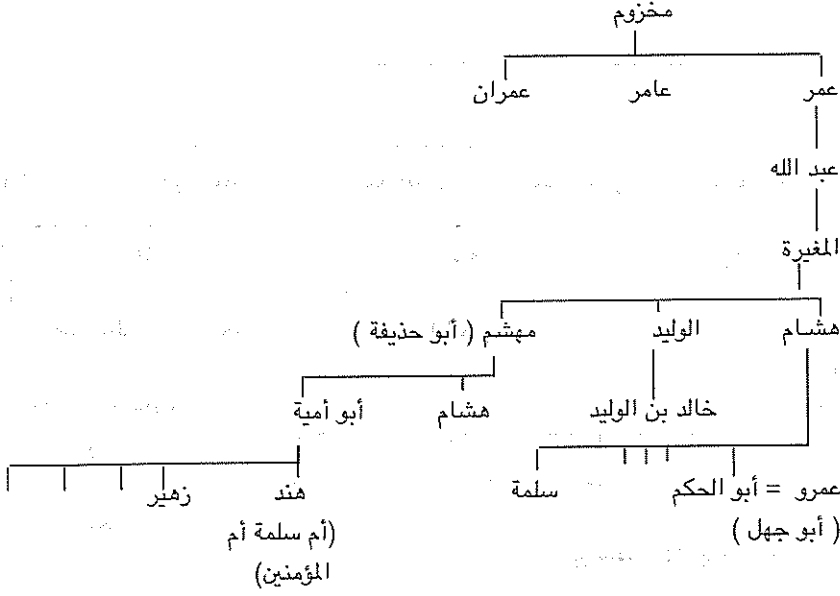 مخزوم
عمر عامر عمران
عبد الله
المغيرة
هشام الوليد مهشم ( أبو حذيفة )
خالد بن الوليد هشام أبو أمية
عمرو = أبو الحكم سلمة هند زهير
( أبو جهل ) (أم سلمة أم
المؤمنين)